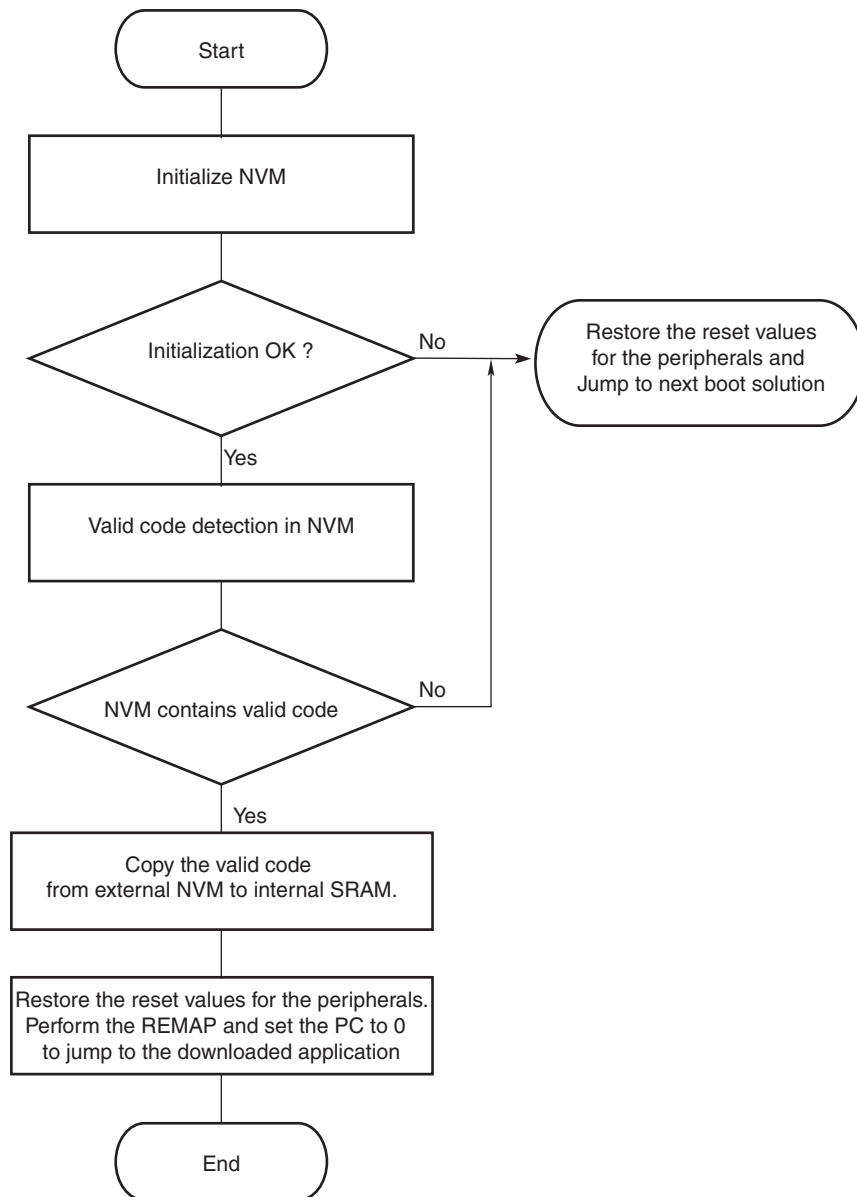 Start
Initialize NVM
Initialization OK ?
No
Restore the reset values
for the peripherals and
Jump to next boot solution
Yes
Valid code detection in NVM
NVM contains valid code
No
Yes
Copy the valid code
from external NVM to internal SRAM.
Restore the reset values for the peripherals.
Perform the REMAP and set the PC to 0
to jump to the downloaded application
End